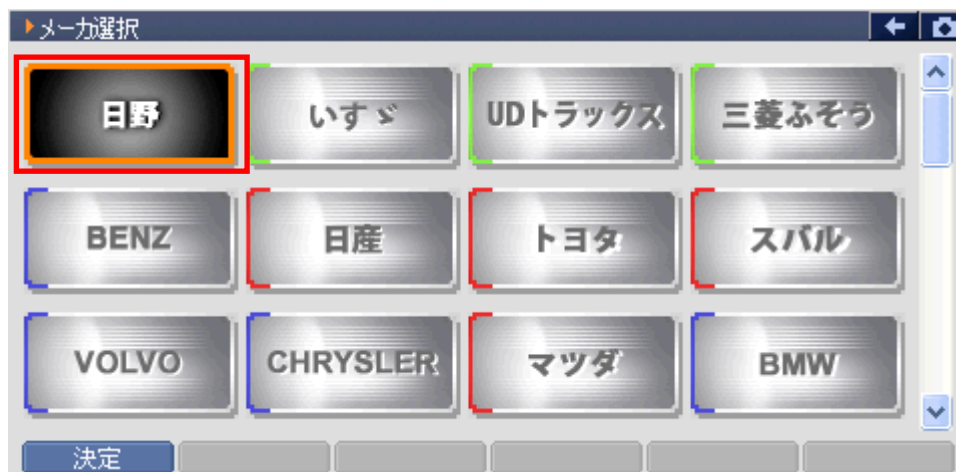 メーカ選択
日野
いすゞ
UDトラックス
三菱ふそう
BENZ
日産
トヨタ
スバル
VOLVO
CHRYSLER
マツダ
BMW
決定